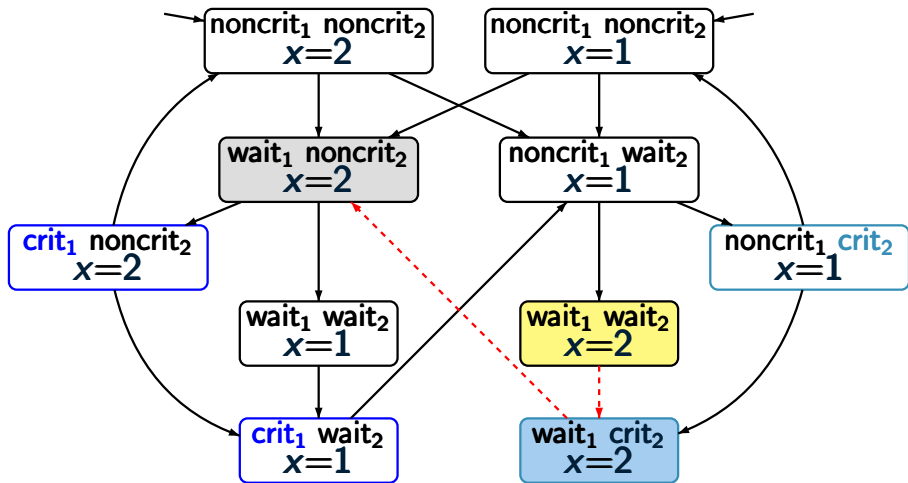 noncrit₁ noncrit₂
x=2
noncrit₁ noncrit₂
x=1
wait₁ noncrit₂
x=2
noncrit₁ wait₂
x=1
crit₁ noncrit₂
x=2
noncrit₁ crit₂
x=1
wait₁ wait₂
x=1
wait₁ wait₂
x=2
crit₁ wait₂
x=1
wait₁ crit₂
x=2